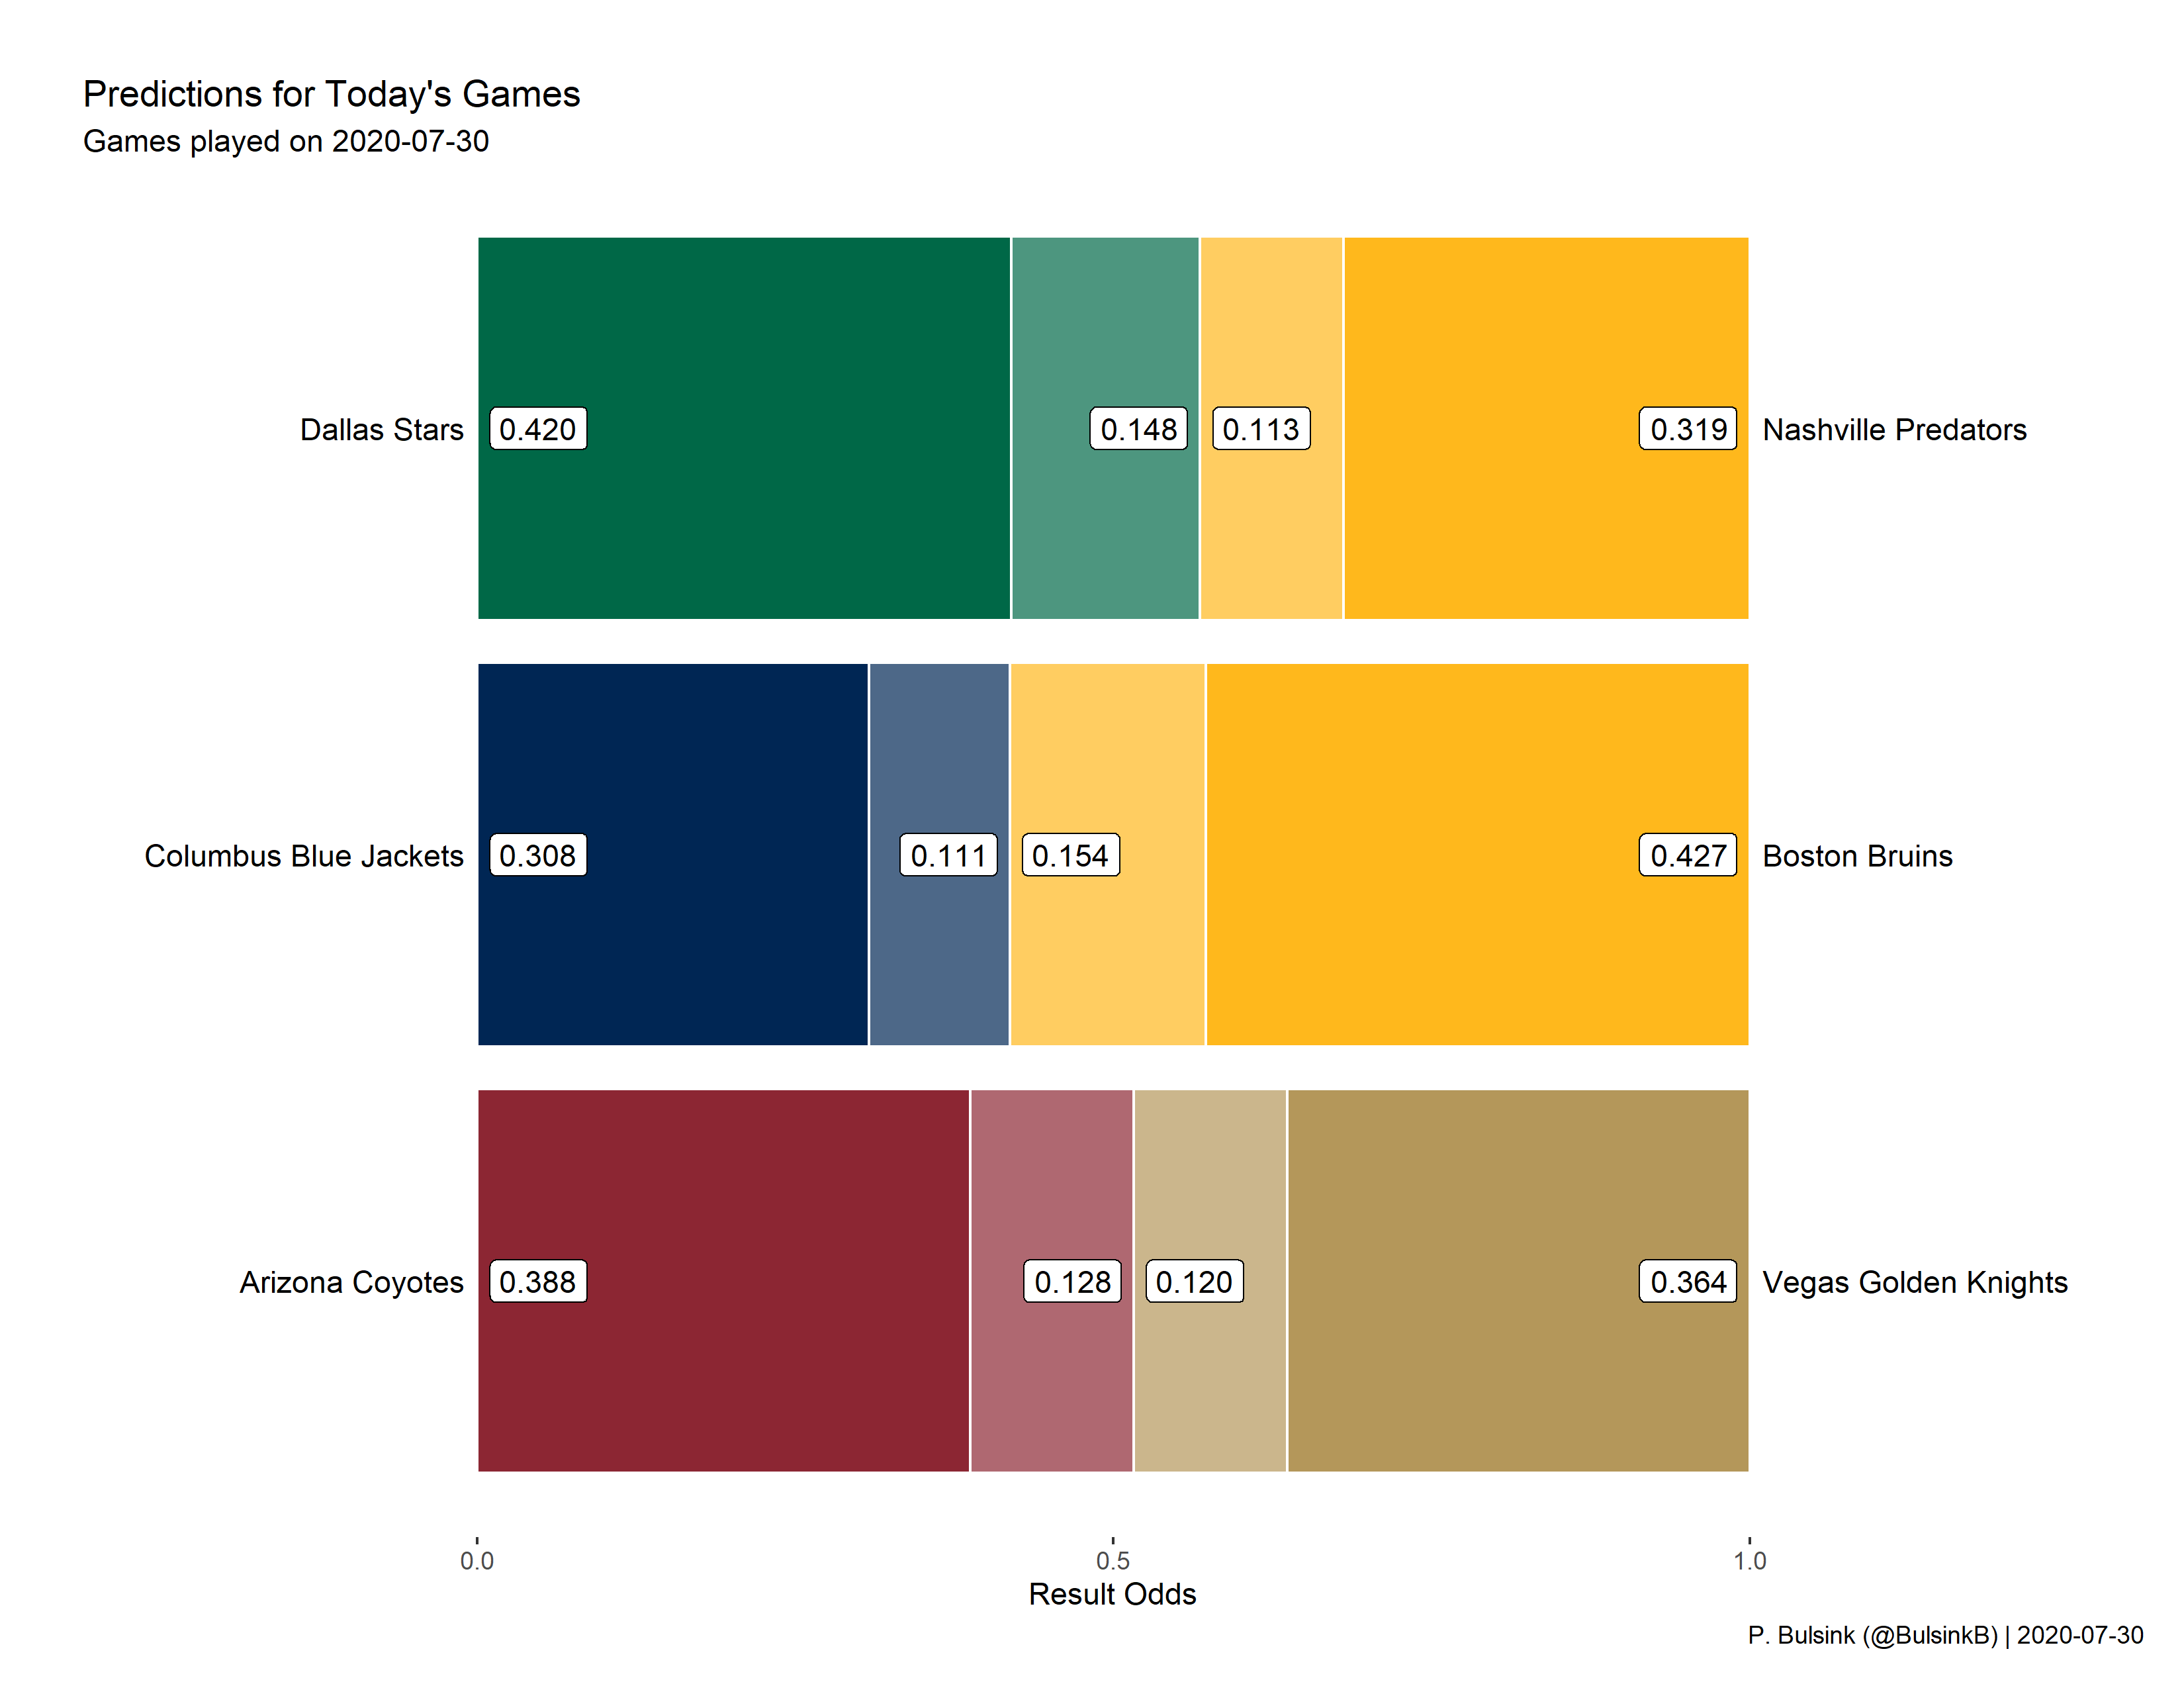 Predictions for Today's Games
Games played on 2020-07-30
Dallas Stars 0.420 0.148 0.113 0.319 Nashville Predators
Columbus Blue Jackets 0.308 0.111 0.154 0.427 Boston Bruins
Arizona Coyotes 0.388 0.128 0.120 0.364 Vegas Golden Knights
0.0 0.5 1.0
Result Odds
P. Bulsink (@BulsinkB) | 2020-07-30